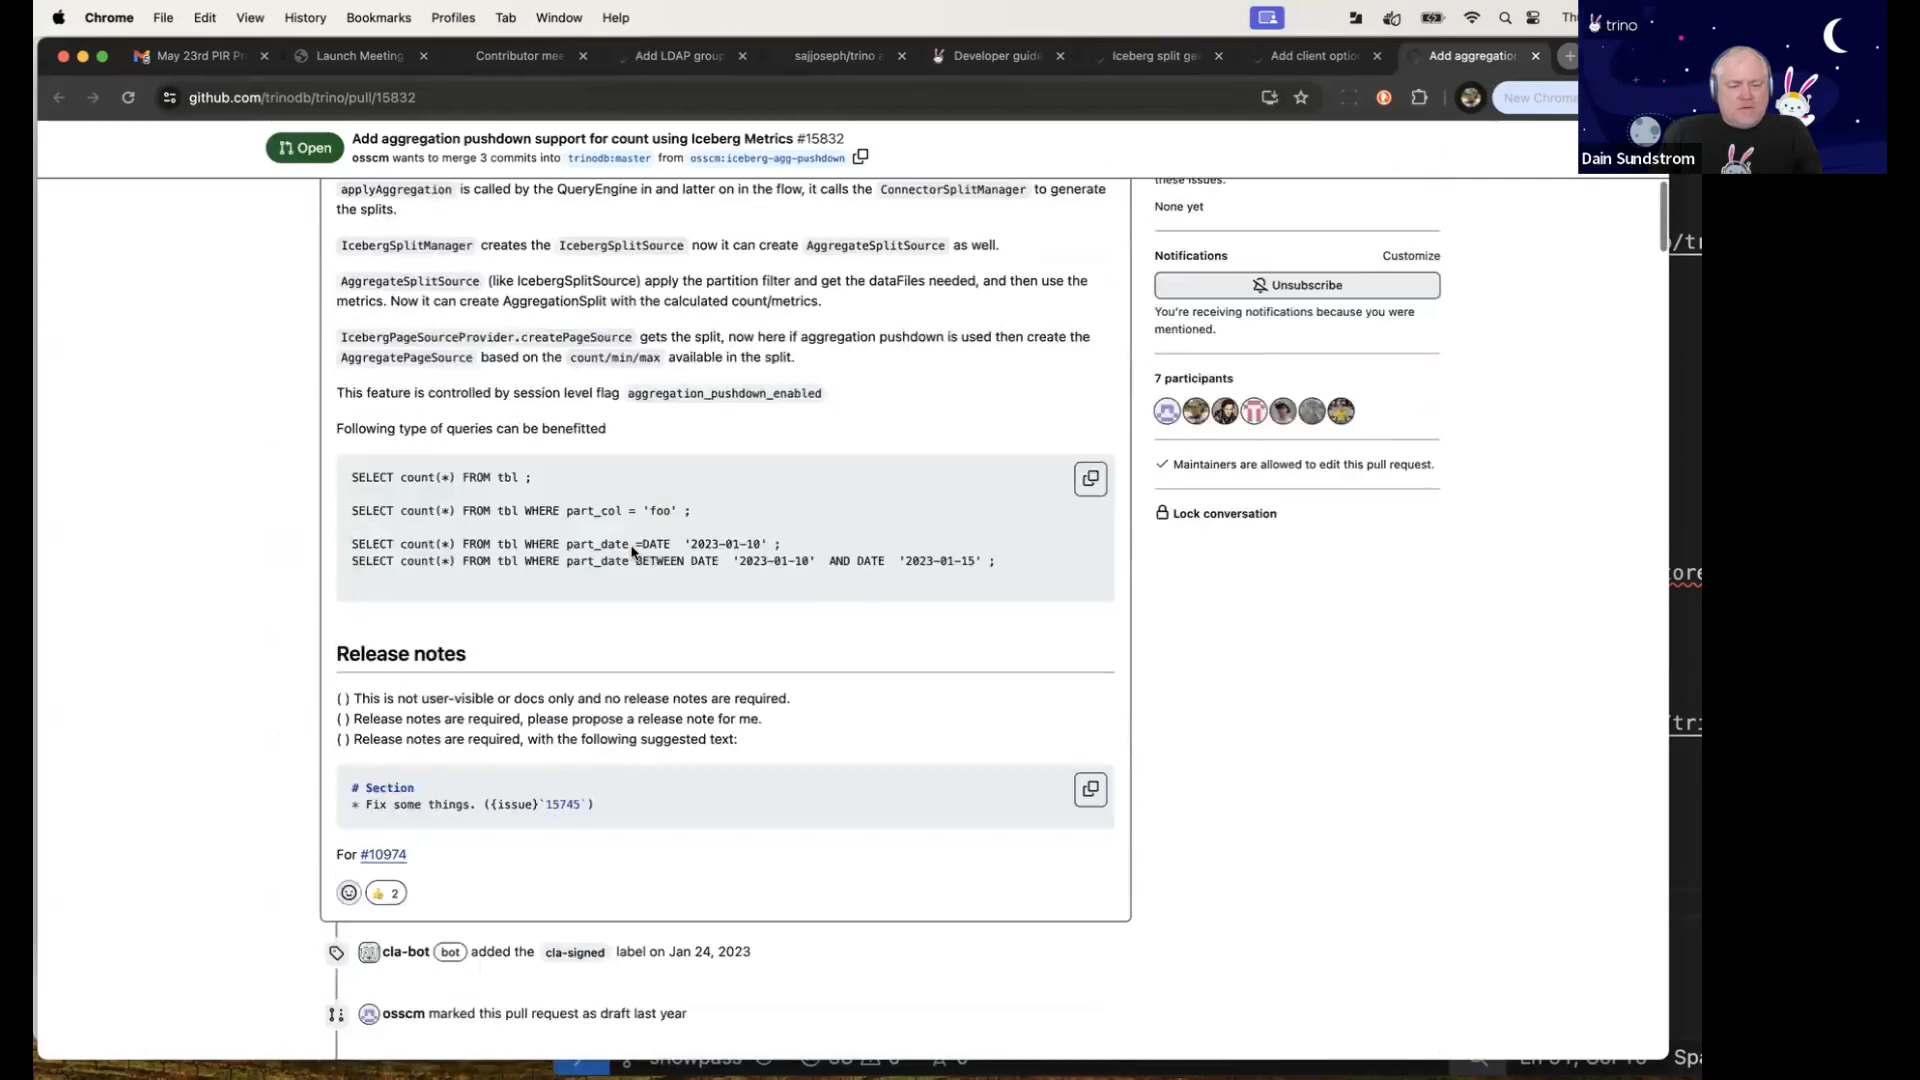 Chrome File Edit View History Bookmarks Profiles Tab Window Help
trino
May 23rd PIR Pr
Launch Meeting
Contributor mee
Add LDAP group
sajjoseph/trino
Developer guide
Iceberg split ge
Add client optio
Add aggregatio
github.com/trinodb/trino/pull/15832
New Chrome
Dain Sundstrom
Open
Add aggregation pushdown support for count using Iceberg Metrics #15832
osscm wants to merge 3 commits into trinodb:master from osscm:iceberg-agg-pushdown
applyAggregation is called by the QueryEngine in and latter on in the flow, it calls the ConnectorSplitManager to generate
the splits.
IcebergSplitManager creates the IcebergSplitSource now it can create AggregateSplitSource as well.
AggregateSplitSource (like IcebergSplitSource) apply the partition filter and get the dataFiles needed, and then use the
metrics. Now it can create AggregationSplit with the calculated count/metrics.
IcebergPageSourceProvider.createPageSource gets the split, now here if aggregation pushdown is used then create the
AggregatePageSource based on the count/min/max available in the split.
This feature is controlled by session level flag aggregation_pushdown_enabled
Following type of queries can be benefitted
SELECT count(*) FROM tbl ;
SELECT count(*) FROM tbl WHERE part_col = 'foo' ;
SELECT count(*) FROM tbl WHERE part_date =DATE '2023-01-10' ;
SELECT count(*) FROM tbl WHERE part_date BETWEEN DATE '2023-01-10' AND DATE '2023-01-15' ;
Release notes
( ) This is not user-visible or docs only and no release notes are required.
( ) Release notes are required, please propose a release note for me.
( ) Release notes are required, with the following suggested text:
# Section
* Fix some things. ({issue}`15745`)
For #10974
2
cla-bot bot added the cla-signed label on Jan 24, 2023
osscm marked this pull request as draft last year
these issues.
None yet
Notifications Customize
Unsubscribe
You're receiving notifications because you were
mentioned.
7 participants
Maintainers are allowed to edit this pull request.
Lock conversation